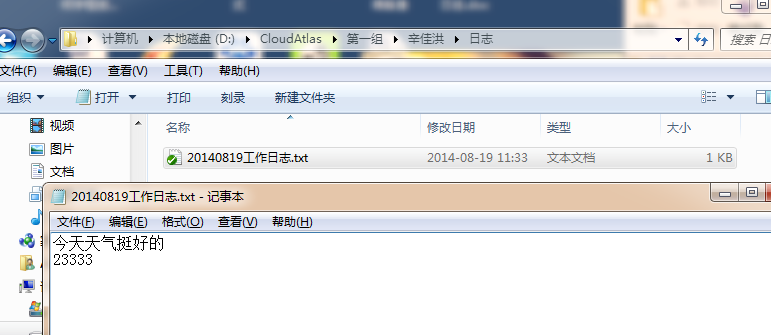 计算机 本地磁盘 (D:) CloudAtlas 第一组 辛佳洪 日志 搜索 日
文件(F) 编辑(E) 查看(V) 工具(T) 帮助(H)
组织 打开 打印 刻录 新建文件夹
视频
图片
文档
名称 修改日期 类型 大小
20140819工作日志.txt 2014-08-19 11:33 文本文档 1 KB
20140819工作日志.txt - 记事本
文件(F) 编辑(E) 格式(O) 查看(V) 帮助(H)
今天天气挺好的
23333